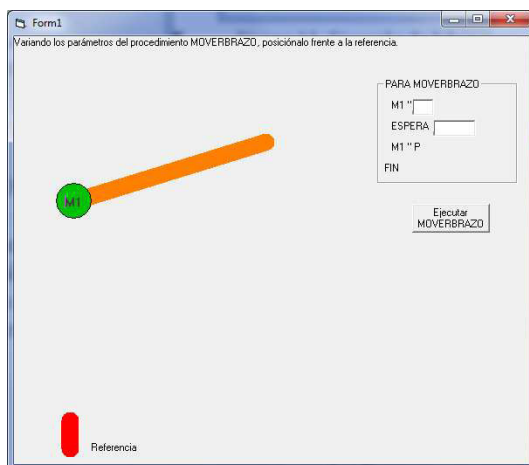 Form1
Variando los parámetros del procedimiento MOVERBRAZO, posiciónalo frente a la referencia.
PARA MOVERBRAZO
M1 "
ESPERA
M1 " P
FIN
M1
Ejecutar
MOVERBRAZO
Referencia